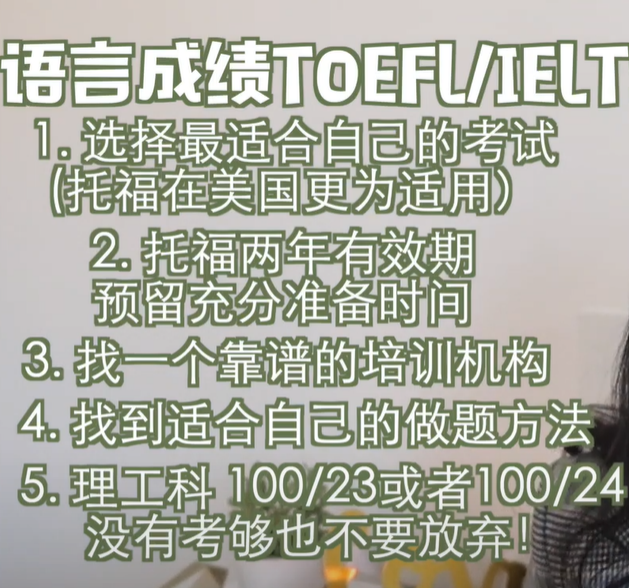 语言成绩TOEFL/IELT
1. 选择最适合自己的考试
(托福在美国更为适用)
2. 托福两年有效期
预留充分准备时间
3. 找一个靠谱的培训机构
4. 找到适合自己的做题方法
5. 理工科 100/23或者100/24
没有考够也不要放弃!